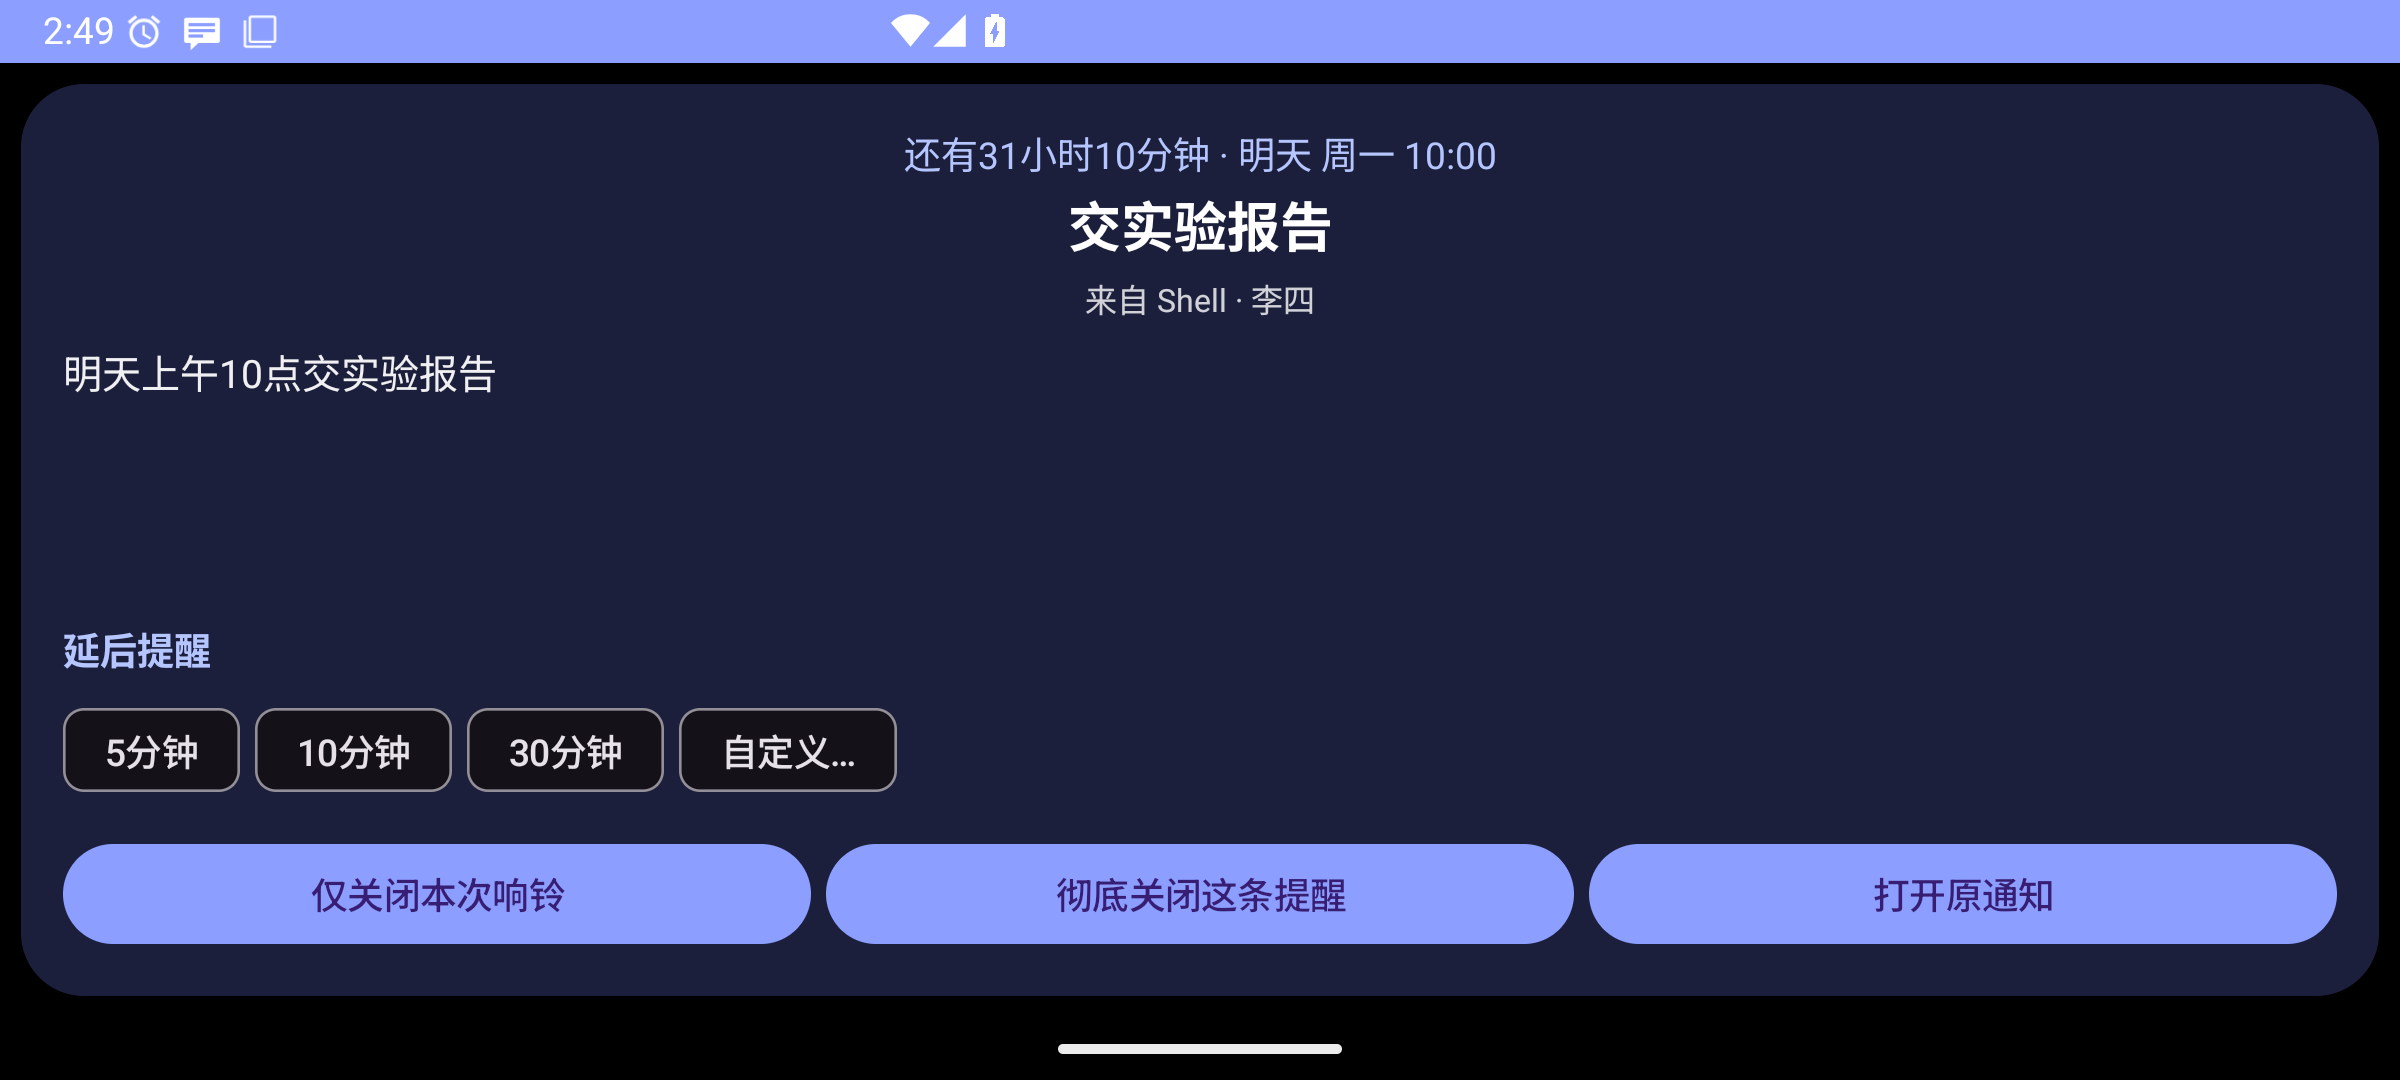 2:49
还有31小时10分钟 · 明天 周一 10:00
交实验报告
来自 Shell · 李四
明天上午10点交实验报告
延后提醒
5分钟
10分钟
30分钟
自定义...
仅关闭本次响铃
彻底关闭这条提醒
打开原通知